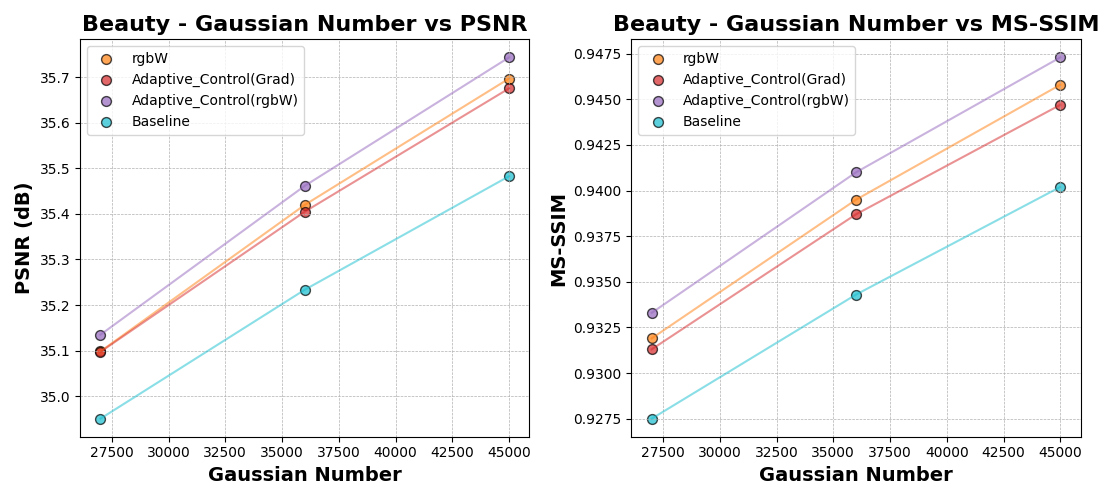 Beauty - Gaussian Number vs PSNR
rgbW
Adaptive_Control(Grad)
Adaptive_Control(rgbW)
Baseline
PSNR (dB)
35.7
35.6
35.5
35.4
35.3
35.2
35.1
35.0
27500 30000 32500 35000 37500 40000 42500 45000
Gaussian Number
Beauty - Gaussian Number vs MS-SSIM
rgbW
Adaptive_Control(Grad)
Adaptive_Control(rgbW)
Baseline
MS-SSIM
0.9475
0.9450
0.9425
0.9400
0.9375
0.9350
0.9325
0.9300
0.9275
27500 30000 32500 35000 37500 40000 42500 45000
Gaussian Number